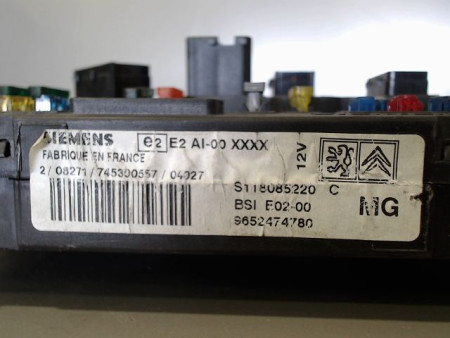 SIEMENS e2 E2 AI-00 XXXX
FABRIQUE EN FRANCE
12V
2/08271/745300557/04027
S118085220 C
BSI E02-00 MG
9652474780